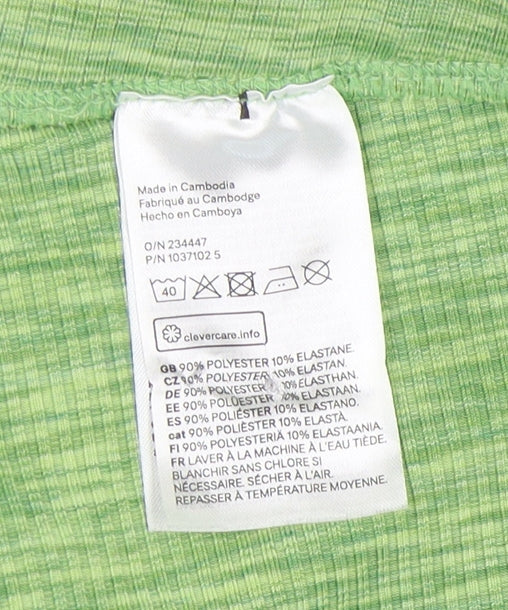 Made in Cambodia
Fabriqué au Cambodge
Hecho en Camboya
O/N 234447
P/N 1037102 5
40
clevercare.info
GB 90% POLYESTER 10% ELASTANE
CZ 90% POLYESTER 10% ELASTAN
DE 90% POLYESTER 10% ELASTHAN
EE 90% POLÜESTER 10% ELASTAAN
ES 90% POLIÉSTER 10% ELASTANO
cat 90% POLIÈSTER 10% ELASTÀ
FI 90% POLYESTERIÄ 10% ELASTAANIA
FR LAVER À LA MACHINE À L'EAU TIÈDE.
BLANCHIR SANS CHLORE SI
NÉCESSAIRE. SÉCHER À L'AIR.
REPASSER À TEMPÉRATURE MOYENNE.